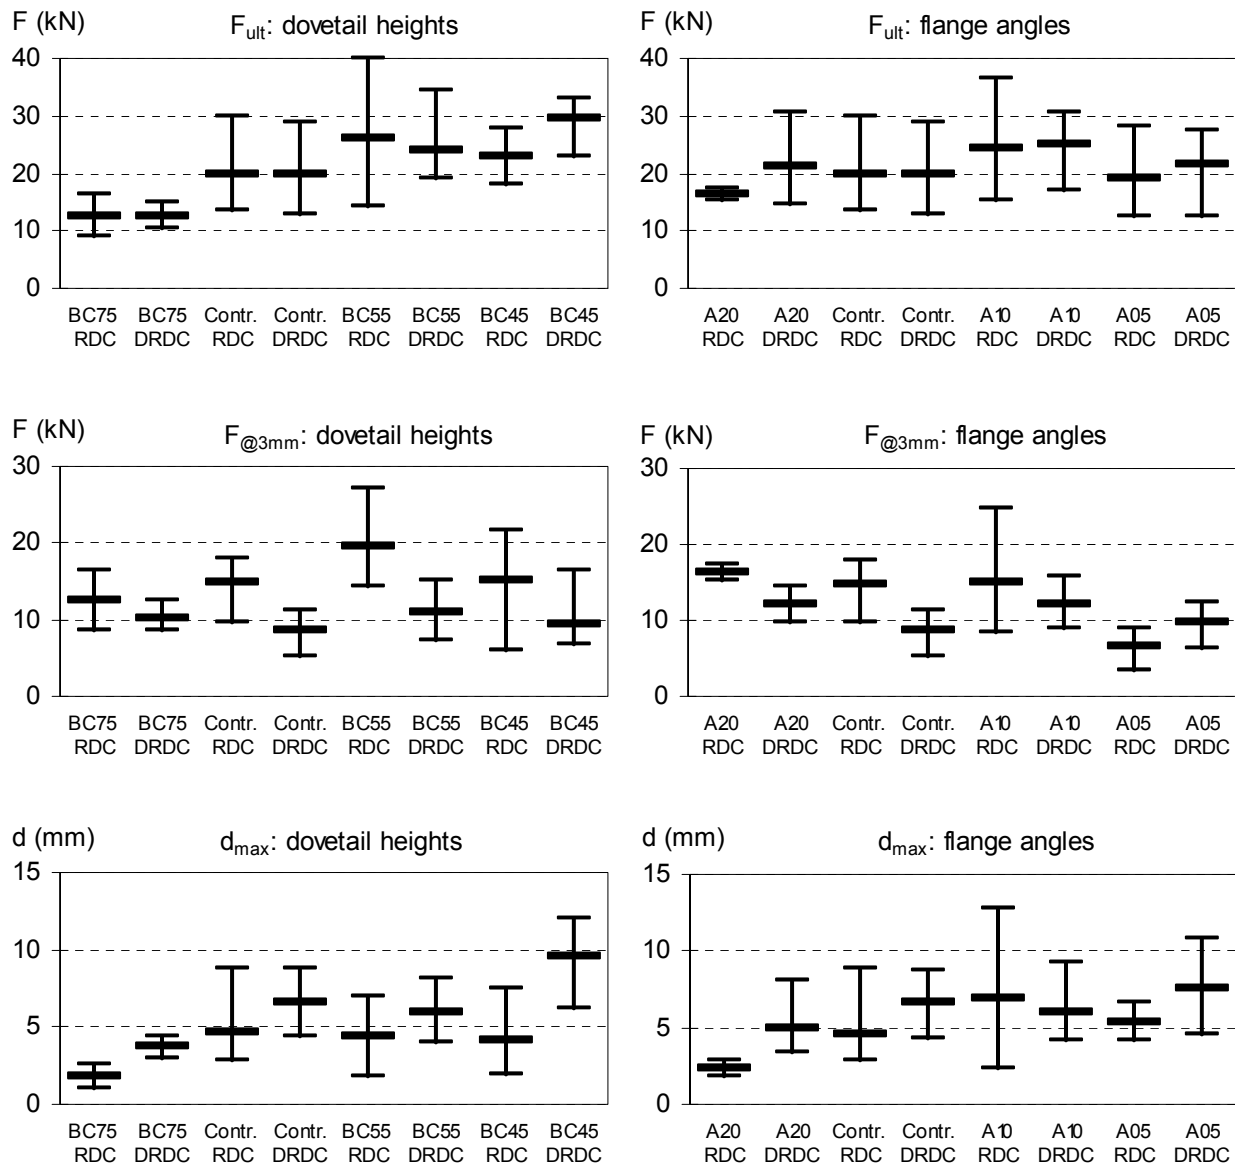 F (kN)
F_ult: dovetail heights
40
30
20
10
0
BC75 BC75 Contr. Contr. BC55 BC55 BC45 BC45
RDC DRDC RDC DRDC RDC DRDC RDC DRDC
F (kN)
F_ult: flange angles
40
30
20
10
0
A20 A20 Contr. Contr. A10 A10 A05 A05
RDC DRDC RDC DRDC RDC DRDC RDC DRDC
F (kN)
F_@3mm: dovetail heights
30
20
10
0
BC75 BC75 Contr. Contr. BC55 BC55 BC45 BC45
RDC DRDC RDC DRDC RDC DRDC RDC DRDC
F (kN)
F_@3mm: flange angles
30
20
10
0
A20 A20 Contr. Contr. A10 A10 A05 A05
RDC DRDC RDC DRDC RDC DRDC RDC DRDC
d (mm)
d_max: dovetail heights
15
10
5
0
BC75 BC75 Contr. Contr. BC55 BC55 BC45 BC45
RDC DRDC RDC DRDC RDC DRDC RDC DRDC
d (mm)
d_max: flange angles
15
10
5
0
A20 A20 Contr. Contr. A10 A10 A05 A05
RDC DRDC RDC DRDC RDC DRDC RDC DRDC